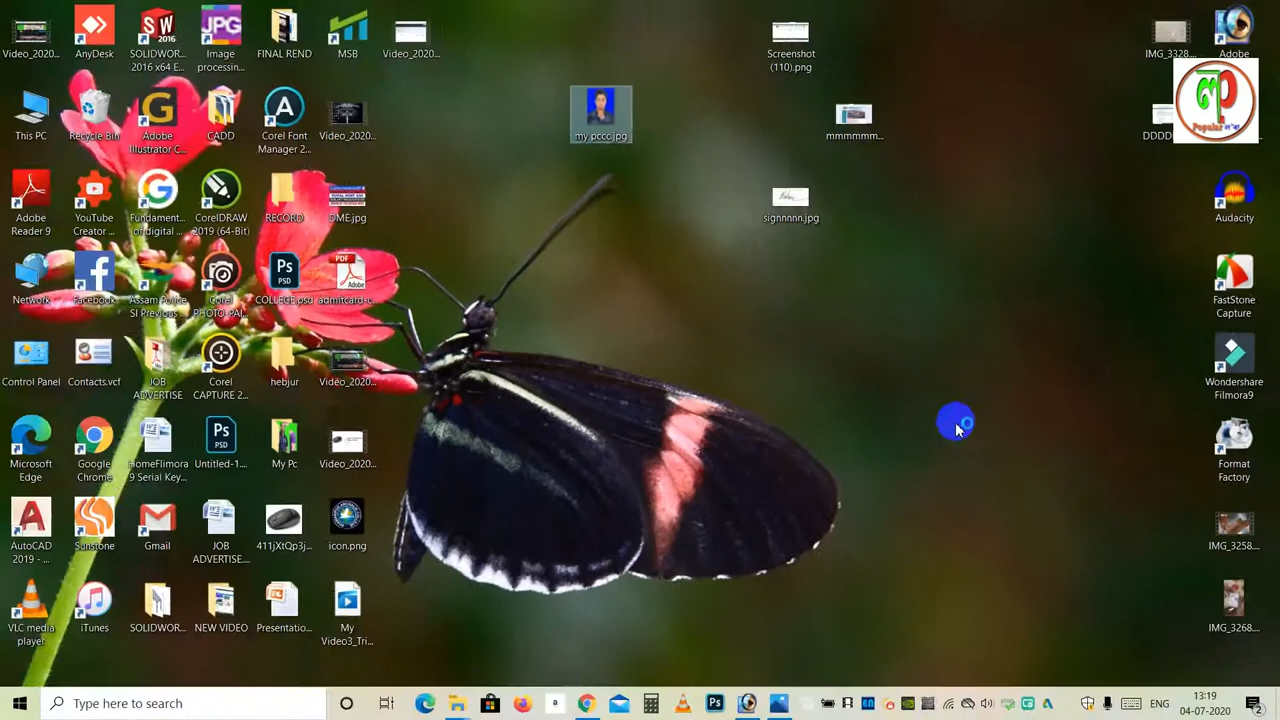 Video_2020...
AnyDesk
SOLIDWOR...
2016 x64 E...
Image
processin...
FINAL REND
MSR
Video_2020...
Screenshot
(110).png
IMG_3328....
Adobe
This PC
Recycle Bin
Adobe
Illustrator C...
CADD
Corel Font
Manager 2...
Video_2020...
my pccc.jpg
mmmmmm...
Popular
Adobe
Reader 9
YouTube
Creator ...
Fundament...
of digital ...
CorelDRAW
2019 (64-Bit)
RECORD
DME.jpg
signnnnn.jpg
Audacity
Network
Facebook
Assam Police
SI Previous ...
Corel
PHOTO-PAI...
COLLEGE.psd
admitcard-c...
FastStone
Capture
Control Panel
Contacts.vcf
JOB
ADVERTISE
Corel
CAPTURE 2...
hebjur
Video_2020...
Wondershare
Filmora9
Microsoft
Edge
Google
Chrome
HomeFlimora
9 Serial Key...
Untitled-1....
My Pc
Video_2020...
Format
Factory
AutoCAD
2019 - ...
Sunstone
Gmail
JOB
ADVERTISE...
411jXtQp3j...
icon.png
IMG_3258....
VLC media
player
iTunes
SOLIDWOR...
NEW VIDEO
Presentatio...
My
Video3_Tri...
IMG_3268....
Type here to search
13:19
04-07-2020